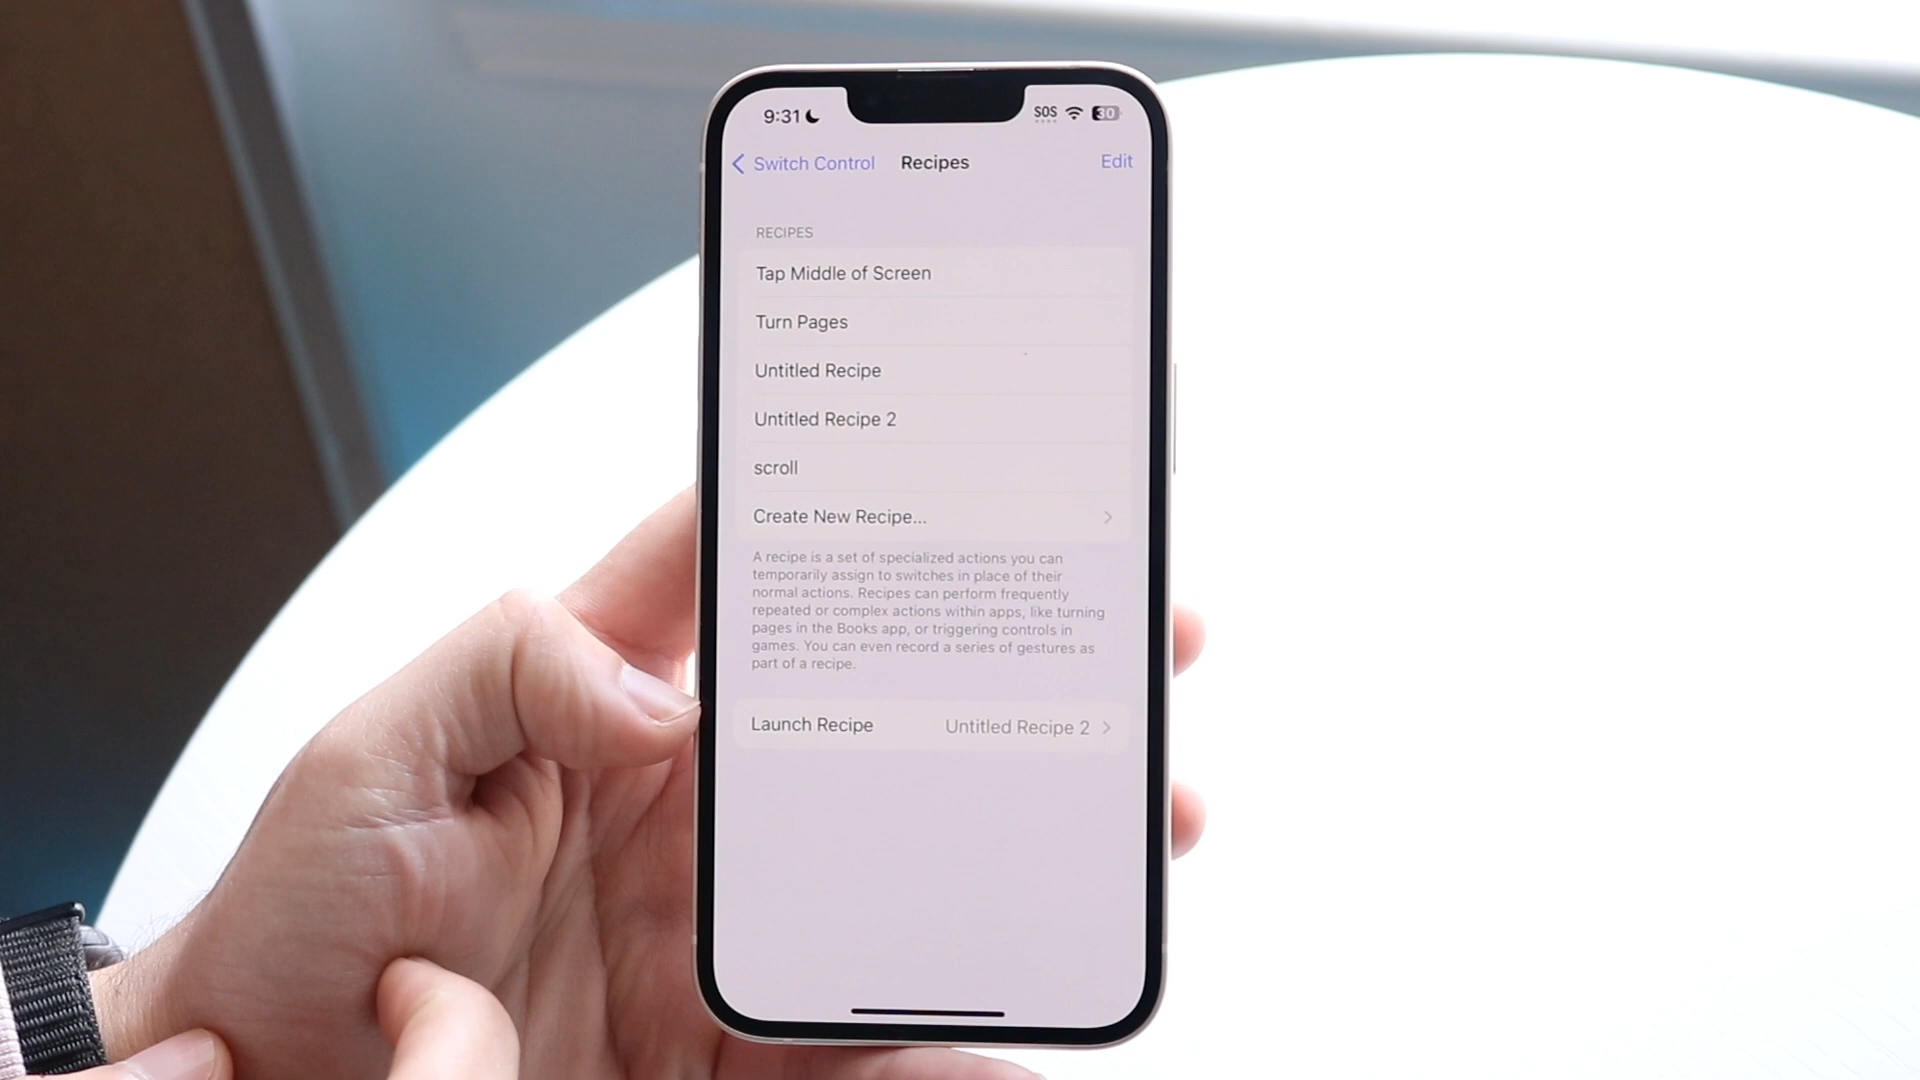 9:31
SOS
30
Switch Control
Recipes
Edit
RECIPES
Tap Middle of Screen
Turn Pages
Untitled Recipe
Untitled Recipe 2
scroll
Create New Recipe...
A recipe is a set of specialized actions you can
temporarily assign to switches in place of their
normal actions. Recipes can perform frequently
repeated or complex actions within apps, like turning
pages in the Books app, or triggering controls in
games. You can even record a series of gestures as
part of a recipe.
Launch Recipe
Untitled Recipe 2